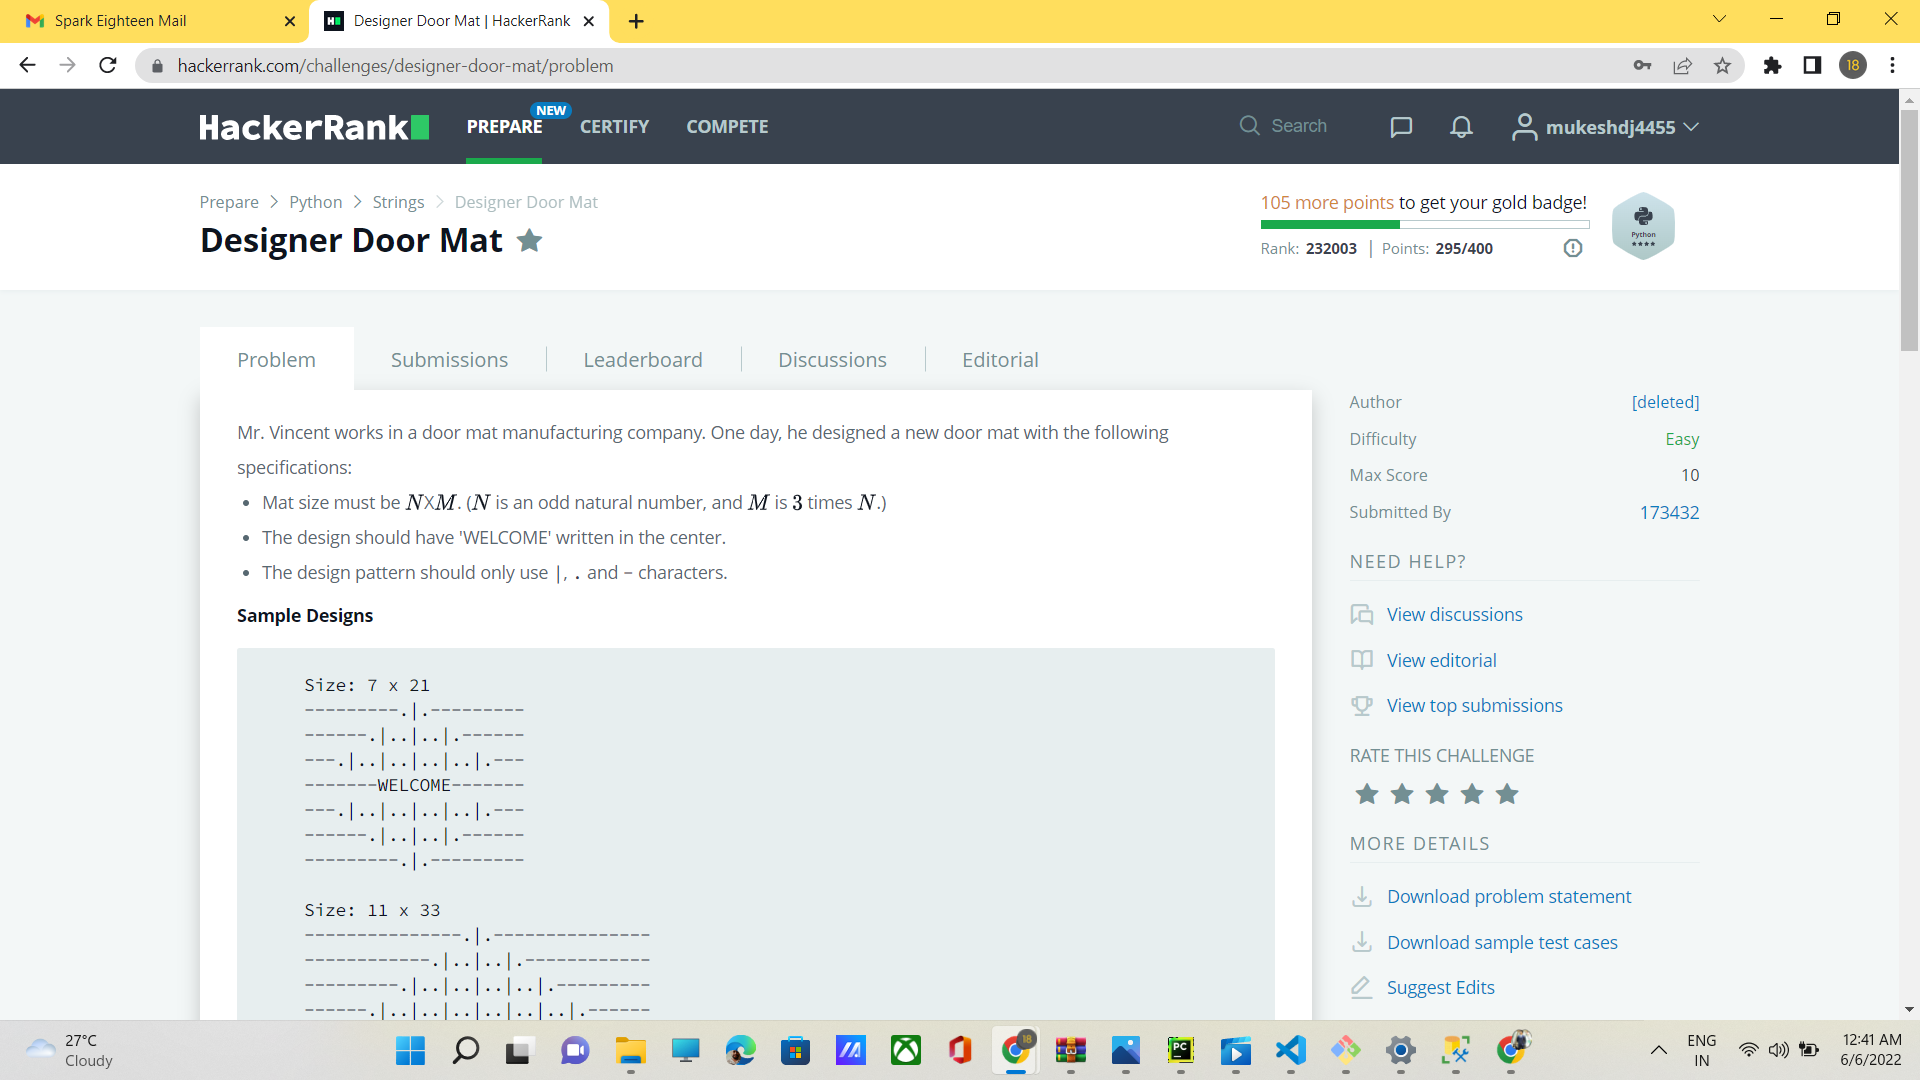 Spark Eighteen Mail
Designer Door Mat | HackerRank
hackerrank.com/challenges/designer-door-mat/problem
18
HackerRank
PREPARE
NEW
CERTIFY
COMPETE
Search
mukeshdj4455
Prepare > Python > Strings > Designer Door Mat
Designer Door Mat
105 more points to get your gold badge!
Rank: 232003 | Points: 295/400
Python
Problem
Submissions
Leaderboard
Discussions
Editorial
Mr. Vincent works in a door mat manufacturing company. One day, he designed a new door mat with the following
specifications:
• Mat size must be NXM. (N is an odd natural number, and M is 3 times N.)
• The design should have 'WELCOME' written in the center.
• The design pattern should only use |, . and - characters.
Sample Designs
Size: 7 x 21
---------.|.---------
------.|..|..|.------
---.|..|..|..|..|.---
-------WELCOME-------
---.|..|..|..|..|.---
------.|..|..|.------
---------.|.---------
Size: 11 x 33
---------------.|.---------------
------------.|..|..|.------------
---------.|..|..|..|..|.---------
------.|..|..|..|..|..|..|.------
Author [deleted]
Difficulty Easy
Max Score 10
Submitted By 173432
NEED HELP?
View discussions
View editorial
View top submissions
RATE THIS CHALLENGE
MORE DETAILS
Download problem statement
Download sample test cases
Suggest Edits
27°C
Cloudy
18
PC
ENG
IN
12:41 AM
6/6/2022